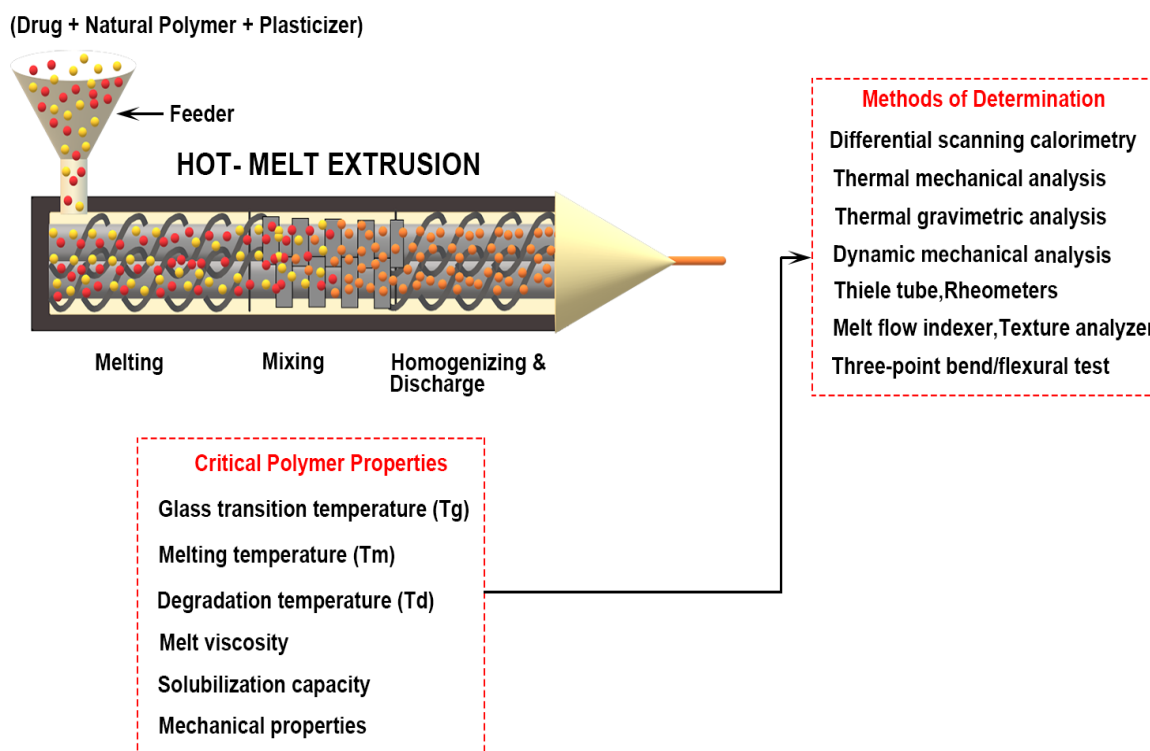 (Drug + Natural Polymer + Plasticizer)
Feeder
HOT- MELT EXTRUSION
Melting
Mixing
Homogenizing &
Discharge
Methods of Determination
Differential scanning calorimetry
Thermal mechanical analysis
Thermal gravimetric analysis
Dynamic mechanical analysis
Thiele tube,Rheometers
Melt flow indexer,Texture analyzer
Three-point bend/flexural test
Critical Polymer Properties
Glass transition temperature (Tg)
Melting temperature (Tm)
Degradation temperature (Td)
Melt viscosity
Solubilization capacity
Mechanical properties